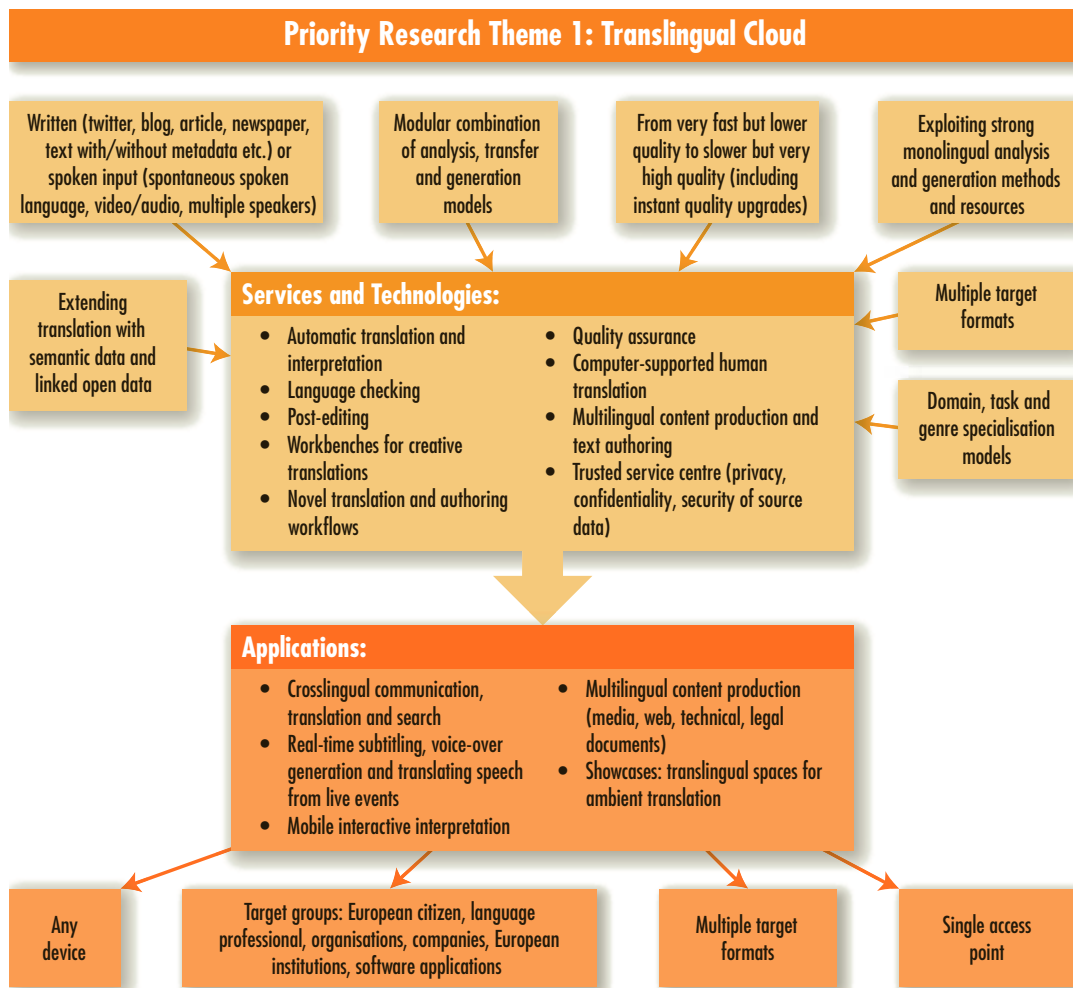 Priority Research Theme 1: Translingual Cloud
Written (twitter, blog, article, newspaper,
text with/without metadata etc.) or
spoken input (spontaneous spoken
language, video/audio, multiple speakers)
Modular combination
of analysis, transfer
and generation
models
From very fast but lower
quality to slower but very
high quality (including
instant quality upgrades)
Exploiting strong
monolingual analysis
and generation methods
and resources
Extending
translation with
semantic data and
linked open data
Services and Technologies:
• Automatic translation and
interpretation
• Language checking
• Post-editing
• Workbenches for creative
translations
• Novel translation and authoring
workflows
• Quality assurance
• Computer-supported human
translation
• Multilingual content production and
text authoring
• Trusted service centre (privacy,
confidentiality, security of source
data)
Multiple target
formats
Domain, task and
genre specialisation
models
Applications:
• Crosslingual communication,
translation and search
• Real-time subtitling, voice-over
generation and translating speech
from live events
• Mobile interactive interpretation
• Multilingual content production
(media, web, technical, legal
documents)
• Showcases: translingual spaces for
ambient translation
Any
device
Target groups: European citizen, language
professional, organisations, companies, European
institutions, software applications
Multiple target
formats
Single access
point